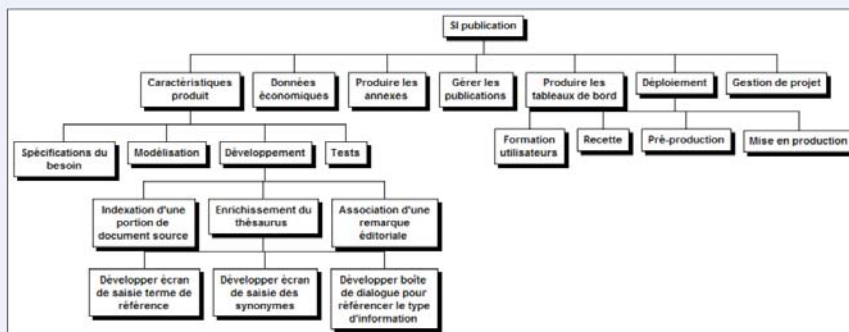 SI publication
Caractéristiques
produit
Données
économiques
Produire les
annexes
Gérer les
publications
Produire les
tableaux de bord
Déploiement
Gestion de projet
Spécifications du
besoin
Modélisation
Développement
Tests
Formation
utilisateurs
Recette
Pré-production
Mise en production
Indexation d'une
portion de
document source
Enrichissement du
thésaurus
Association d'une
remarque
éditoriale
Développer écran
de saisie terme de
référence
Développer écran
de saisie des
synonymes
Développer boîte
de dialogue pour
référencer le type
d'information